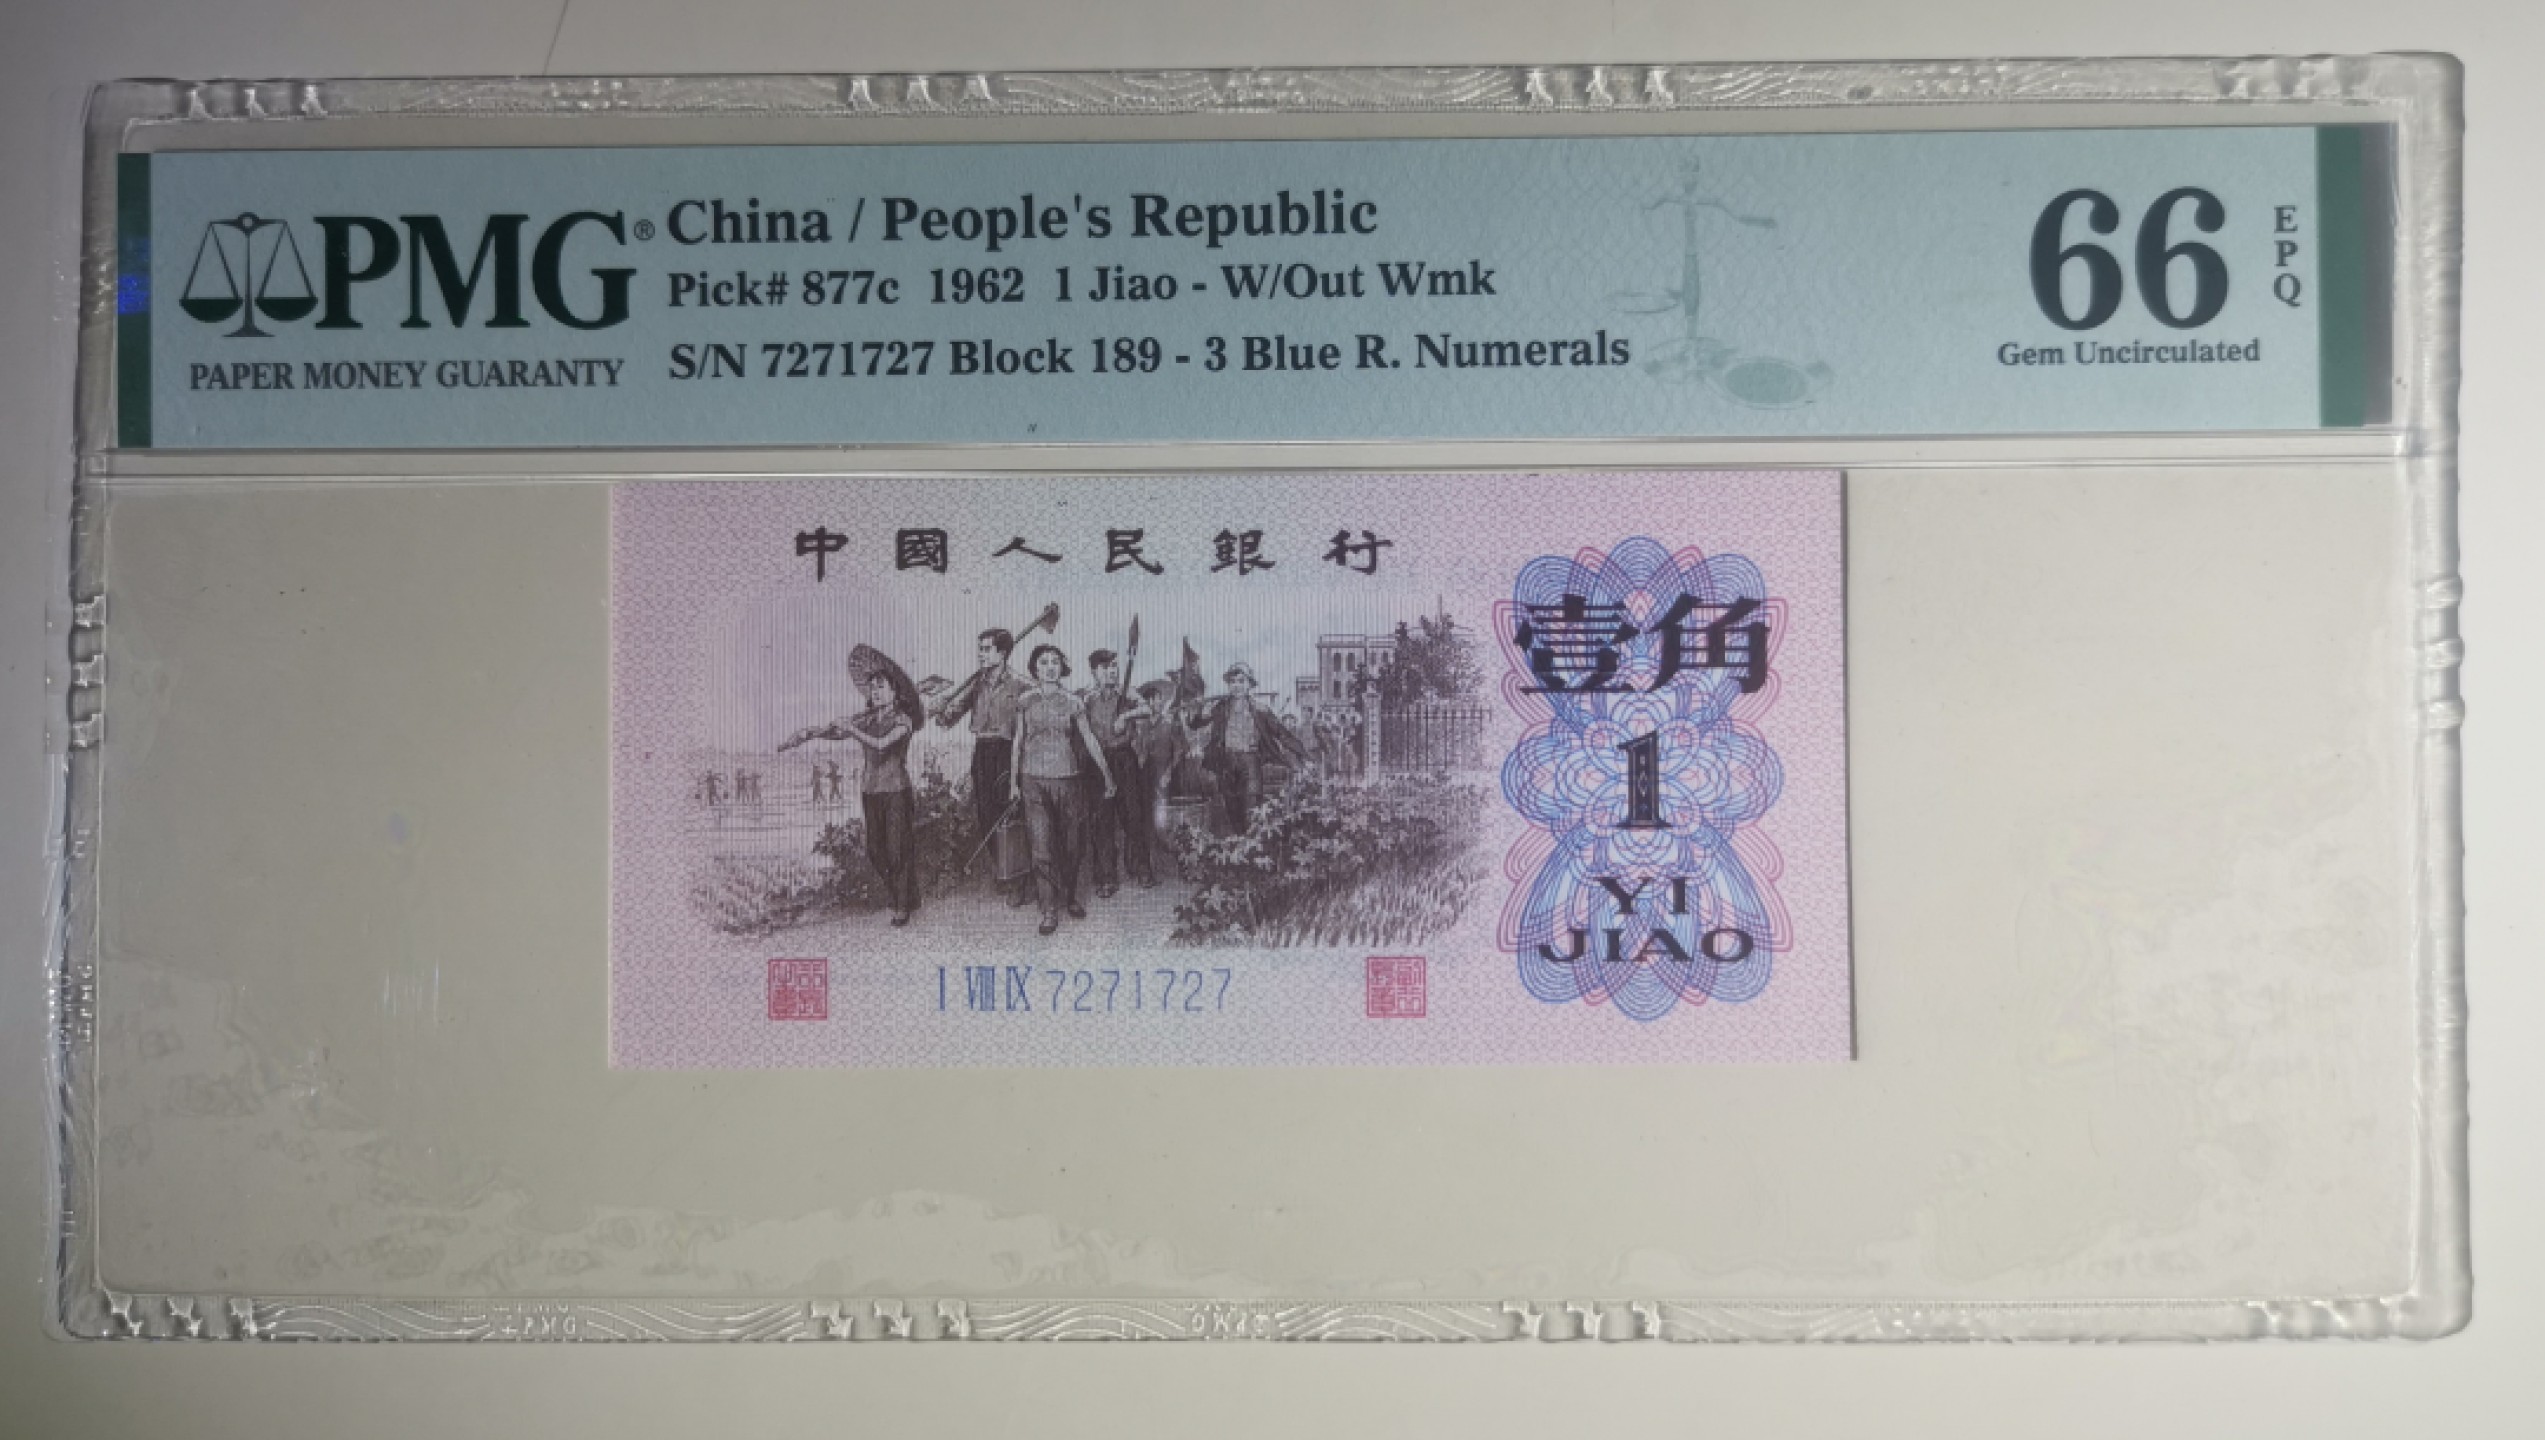 PMG®
PAPER MONEY GUARANTY
China / People's Republic
Pick# 877c 1962 1 Jiao - W/Out Wmk
S/N 7271727 Block 189 - 3 Blue R. Numerals
66
EPQ
Gem Uncirculated
中國人民銀行
壹角
1
YI
JIAO
I VIII IX 7271727